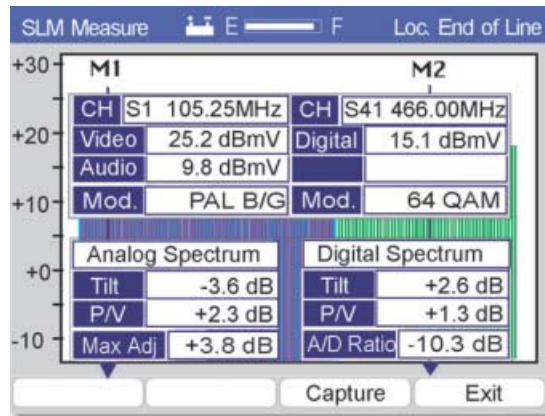 SLM Measure E F Loc. End of Line
+30
M1 M2
CH S1 105.25MHz CH S41 466.00MHz
+20
Video 25.2 dBmV Digital 15.1 dBmV
Audio 9.8 dBmV
+10
Mod. PAL B/G Mod. 64 QAM
Analog Spectrum Digital Spectrum
+0
Tilt -3.6 dB Tilt +2.6 dB
P/V +2.3 dB P/V +1.3 dB
-10
Max Adj +3.8 dB A/D Ratio -10.3 dB
Capture Exit